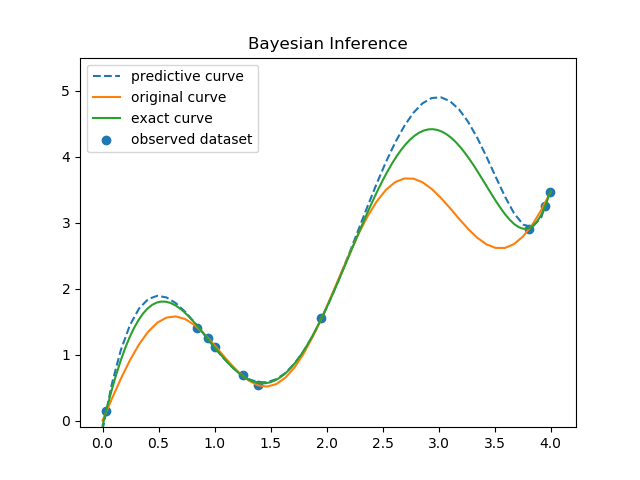 Bayesian Inference
predictive curve
original curve
exact curve
observed dataset
5
4
3
2
1
0
0.0 0.5 1.0 1.5 2.0 2.5 3.0 3.5 4.0